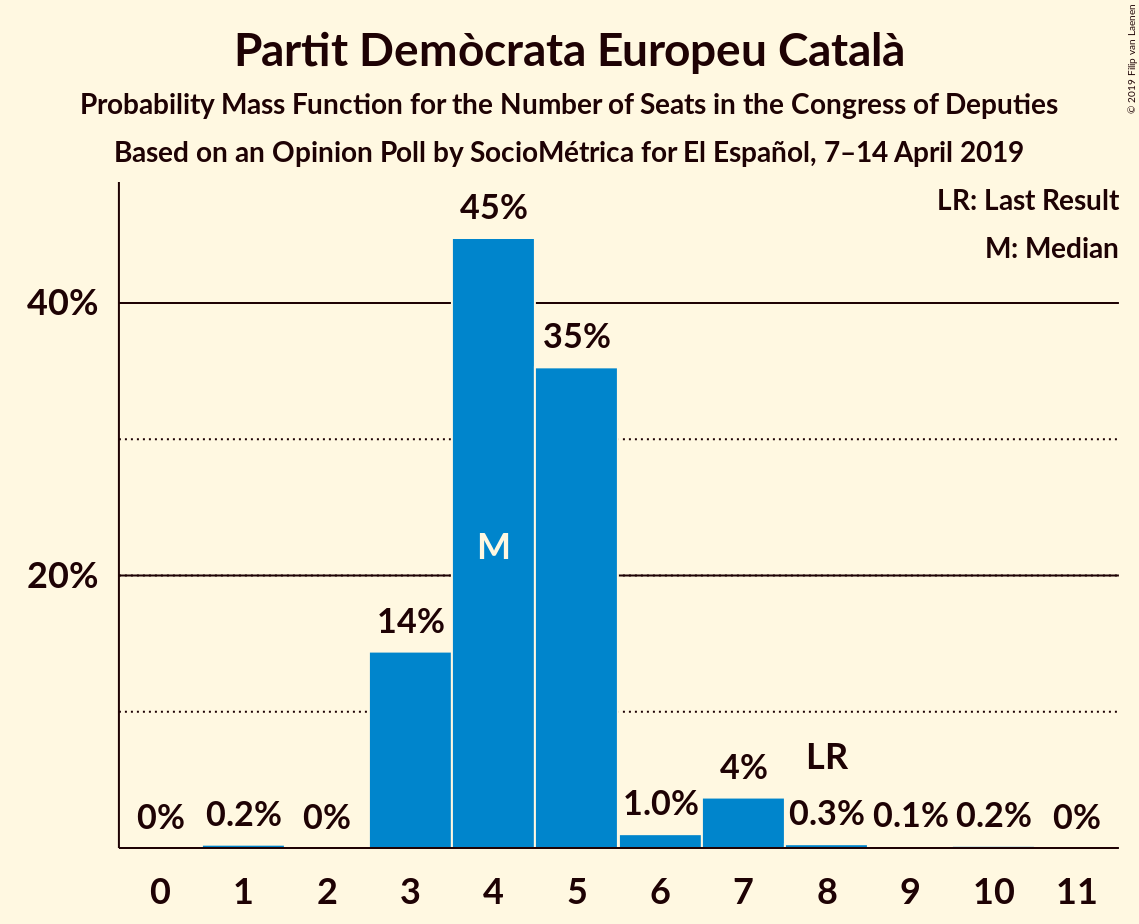 Partit Demòcrata Europeu Català
Probability Mass Function for the Number of Seats in the Congress of Deputies
Based on an Opinion Poll by SocioMétrica for El Español, 7–14 April 2019
© 2019 Filip van Laenen
LR: Last Result
M: Median
45%
40%
35%
M
20%
14%
LR
4%
1.0%
0% 0.2% 0% 0.3% 0.1% 0.2% 0%
0 1 2 3 4 5 6 7 8 9 10 11